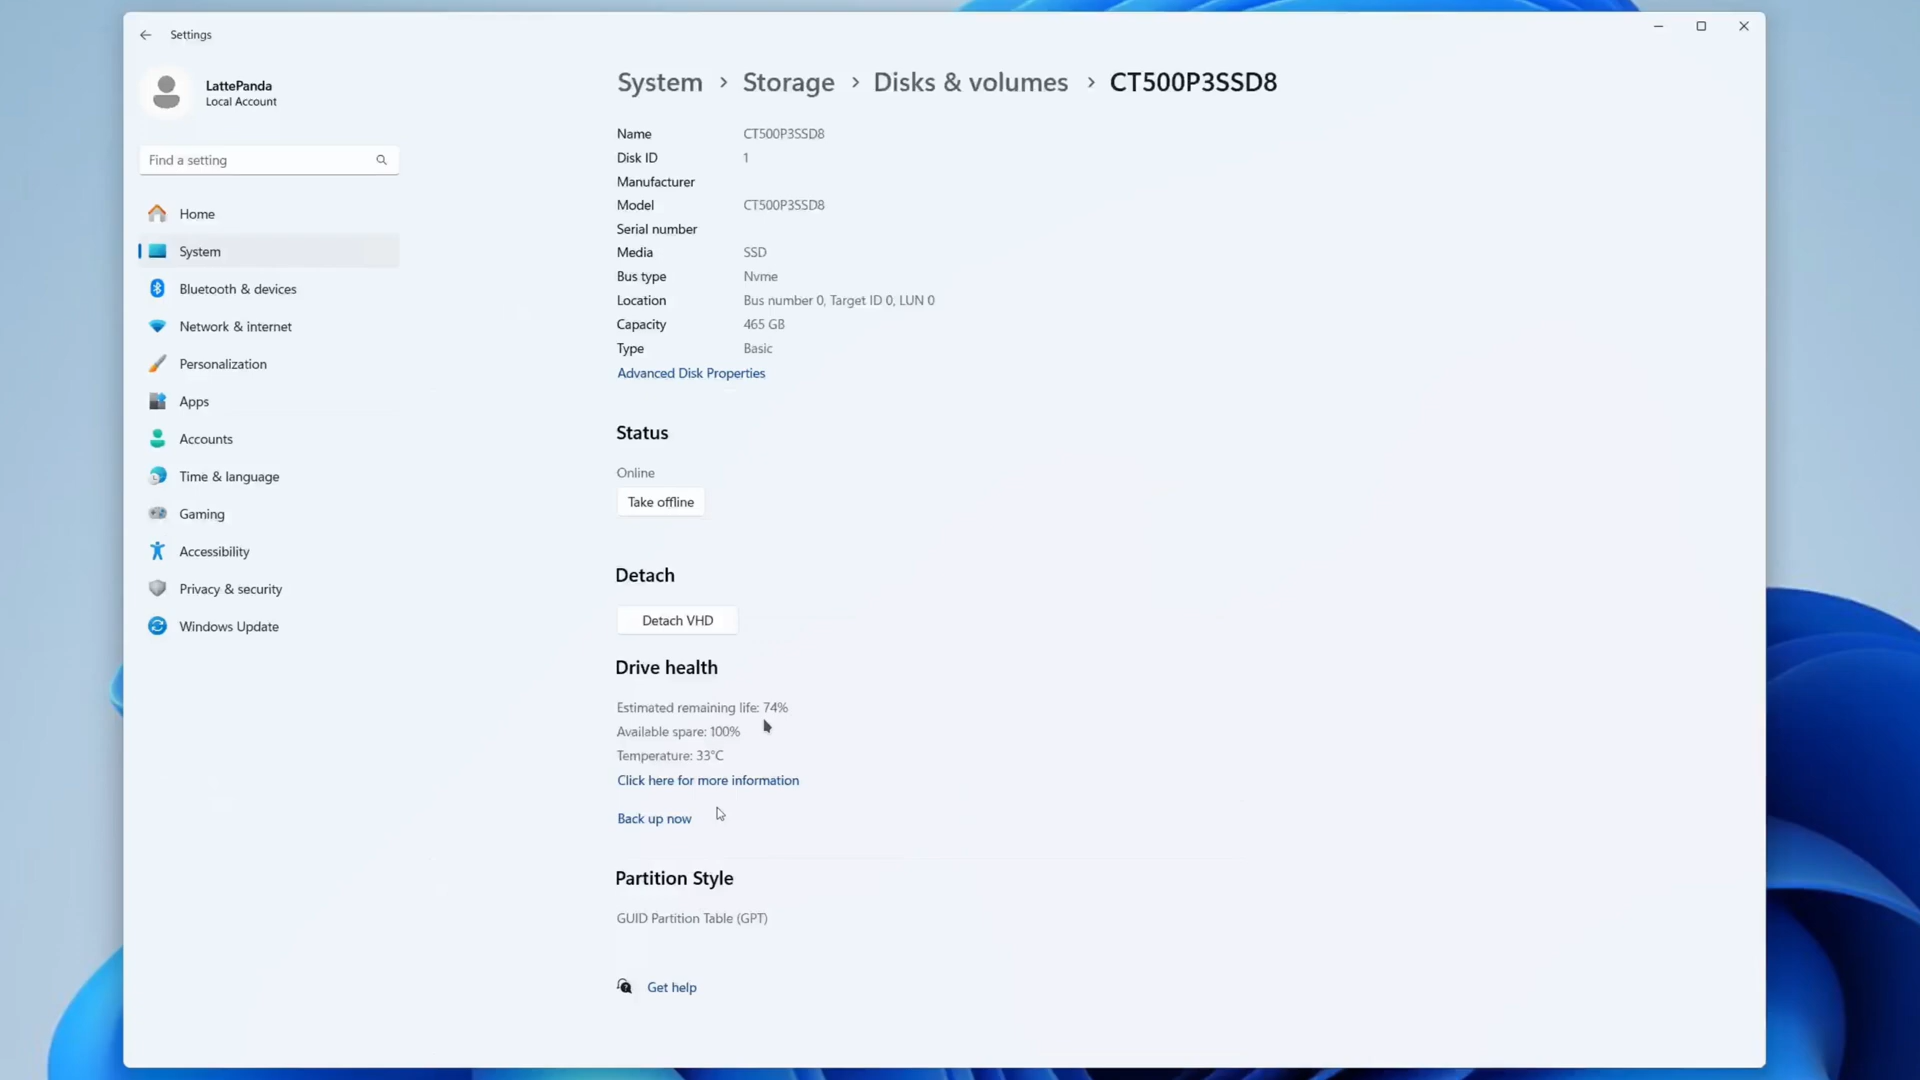 Settings
LattePanda
Local Account
Find a setting
Home
System
Bluetooth & devices
Network & internet
Personalization
Apps
Accounts
Time & language
Gaming
Accessibility
Privacy & security
Windows Update
System > Storage > Disks & volumes > CT500P3SSD8
Name CT500P3SSD8
Disk ID 1
Manufacturer
Model CT500P3SSD8
Serial number
Media SSD
Bus type Nvme
Location Bus number 0, Target ID 0, LUN 0
Capacity 465 GB
Type Basic
Advanced Disk Properties
Status
Online
Take offline
Detach
Detach VHD
Drive health
Estimated remaining life: 74%
Available spare: 100%
Temperature: 33°C
Click here for more information
Back up now
Partition Style
GUID Partition Table (GPT)
Get help